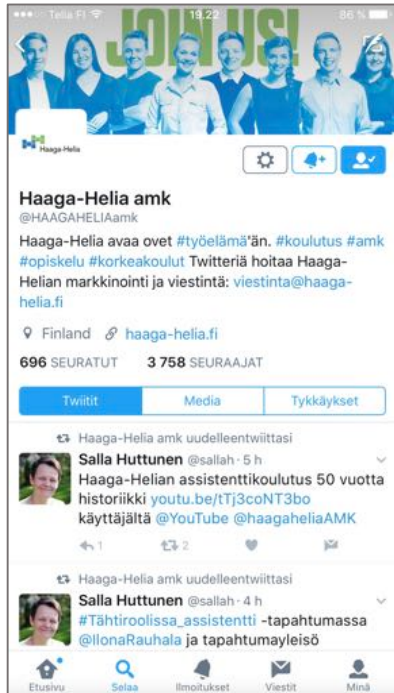 Telia FI 19.22 86 %
JOIN US!
Haaga-Helia
Haaga-Helia amk
@HAAGAHELIAamk
Haaga-Helia avaa ovet #työelämä'än. #koulutus #amk
#opiskelu #korkeakoulut Twitteriä hoitaa Haaga-
Helian markkinointi ja viestintä: viestinta@haaga-
helia.fi
Finland haaga-helia.fi
696 SEURATUT 3 758 SEURAAJAT
Twiitit Media Tykkäykset
Haaga-Helia amk uudelleentwiittasi
Salla Huttunen @sallah · 5 h
Haaga-Helian assistenttikoulutus 50 vuotta
historiikki youtu.be/tTj3coNT3bo
käyttäjältä @YouTube @haagaheliaAMK
1 2
Haaga-Helia amk uudelleentwiittasi
Salla Huttunen @sallah · 4 h
#Tähtiroolissa_assistentti -tapahtumassa
@IlonaRauhala ja tapahtumayleisö
Etusivu Selaa Ilmoitukset Viestit Minä